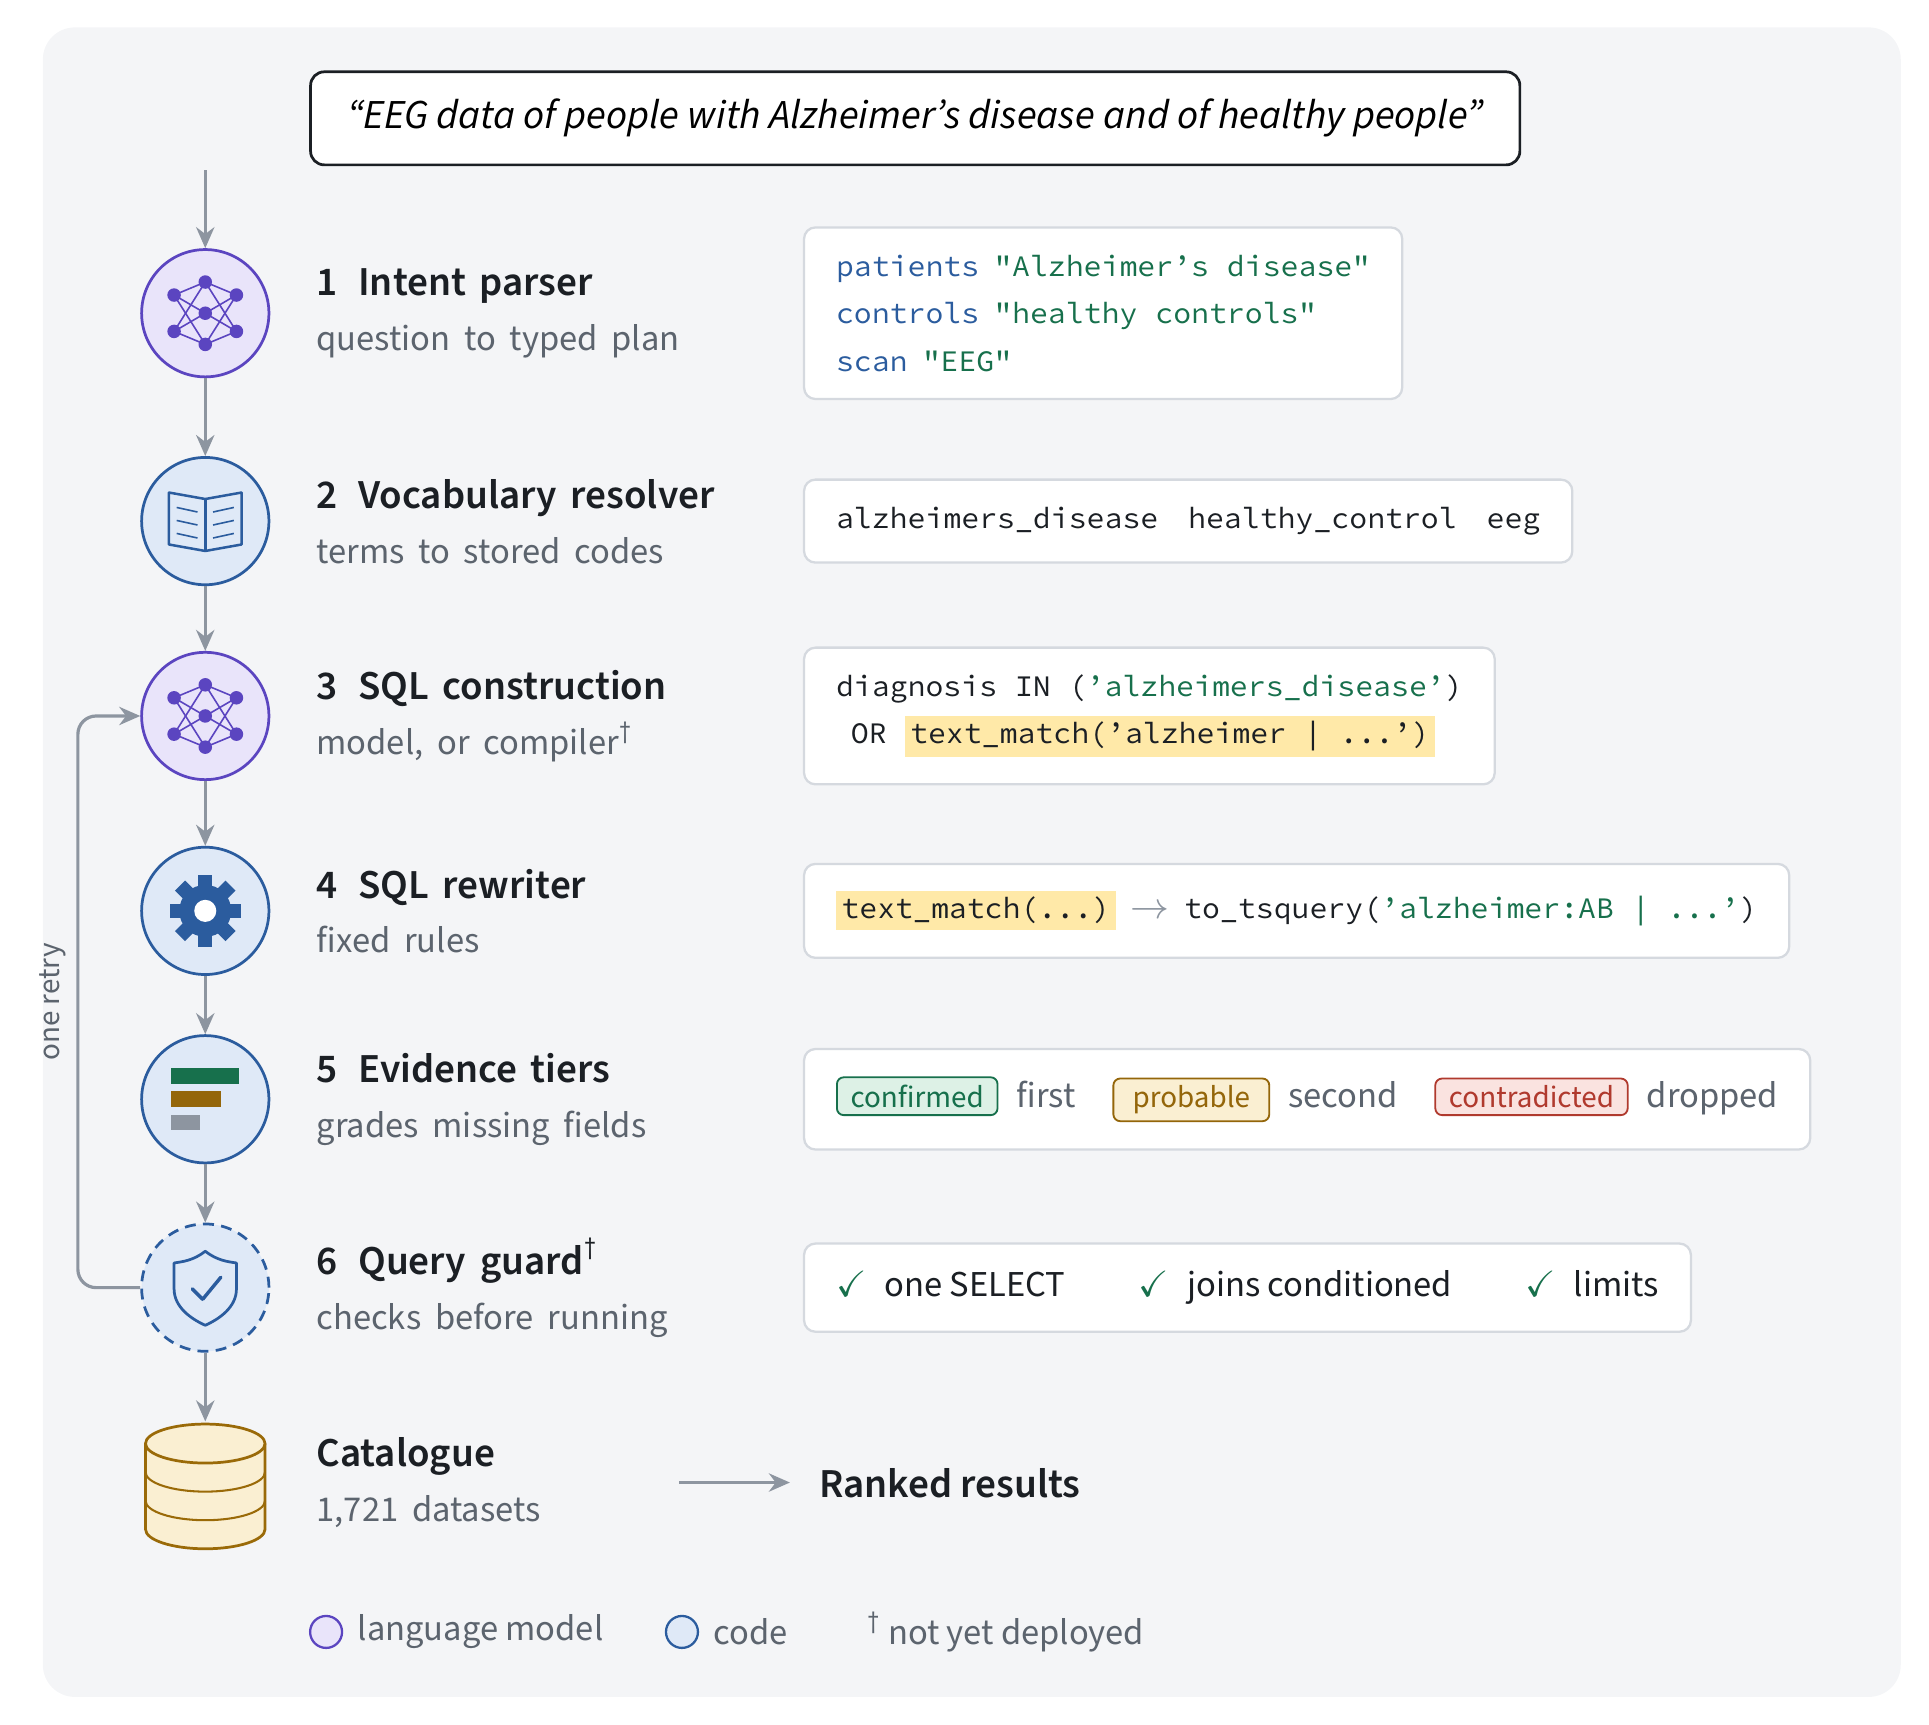 “EEG data of people with Alzheimer’s disease and of healthy people”
1 Intent parser
question to typed plan
patients "Alzheimer’s disease"
controls "healthy controls"
scan "EEG"
2 Vocabulary resolver
terms to stored codes
alzheimers_disease healthy_control eeg
3 SQL construction
model, or compiler†
diagnosis IN (’alzheimers_disease’)
OR text_match(’alzheimer | ...’)
4 SQL rewriter
fixed rules
text_match(...) → to_tsquery(’alzheimer:AB | ...’)
one retry
5 Evidence tiers
grades missing fields
confirmed first probable second contradicted dropped
6 Query guard†
checks before running
✓ one SELECT ✓ joins conditioned ✓ limits
Catalogue
1,721 datasets
Ranked results
language model code † not yet deployed